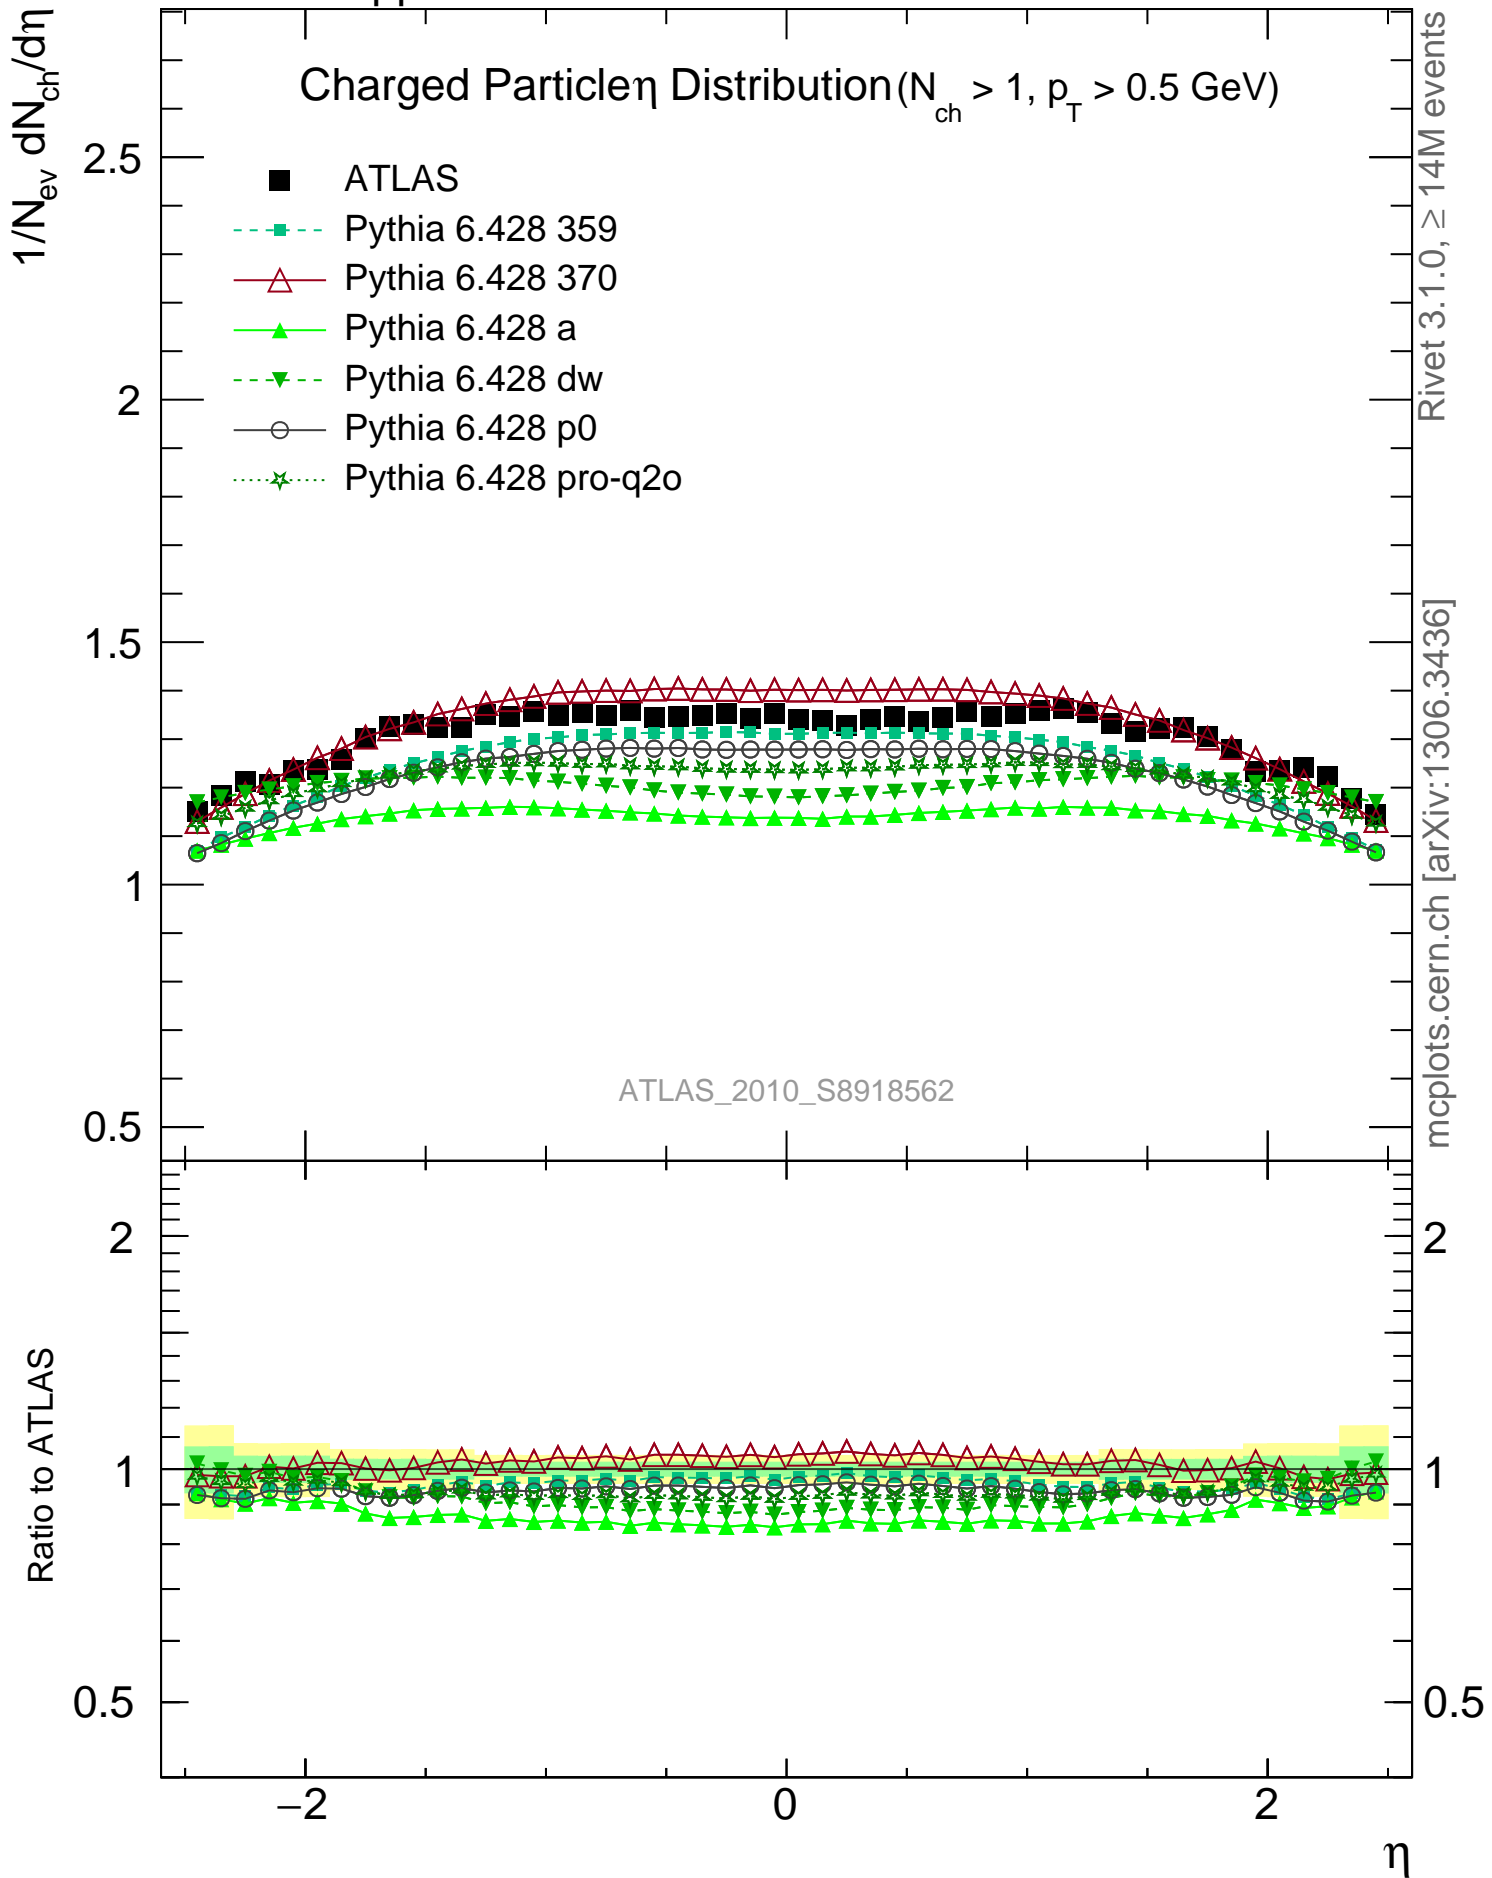 Charged Particleη Distribution (N_ch > 1, p_T > 0.5 GeV)
1/N_ev dN_ch/dη
ATLAS
Pythia 6.428 359
Pythia 6.428 370
Pythia 6.428 a
Pythia 6.428 dw
Pythia 6.428 p0
Pythia 6.428 pro-q2o
2.5
2
1.5
1
0.5
ATLAS_2010_S8918562
Rivet 3.1.0, ≥ 14M events
mcplots.cern.ch [arXiv:1306.3436]
Ratio to ATLAS
2 2
1 1
0.5 0.5
−2 0 2
η